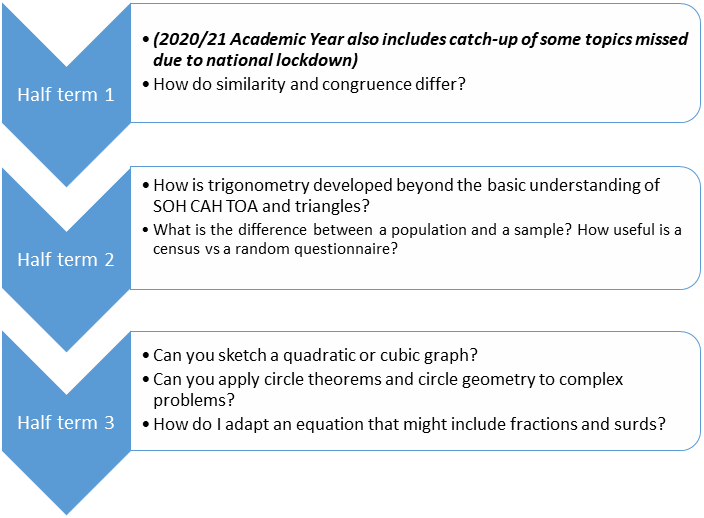 Half term 1
• (2020/21 Academic Year also includes catch-up of some topics missed
due to national lockdown)
• How do similarity and congruence differ?
Half term 2
• How is trigonometry developed beyond the basic understanding of
SOH CAH TOA and triangles?
• What is the difference between a population and a sample? How useful is a
census vs a random questionnaire?
Half term 3
• Can you sketch a quadratic or cubic graph?
• Can you apply circle theorems and circle geometry to complex
problems?
• How do I adapt an equation that might include fractions and surds?